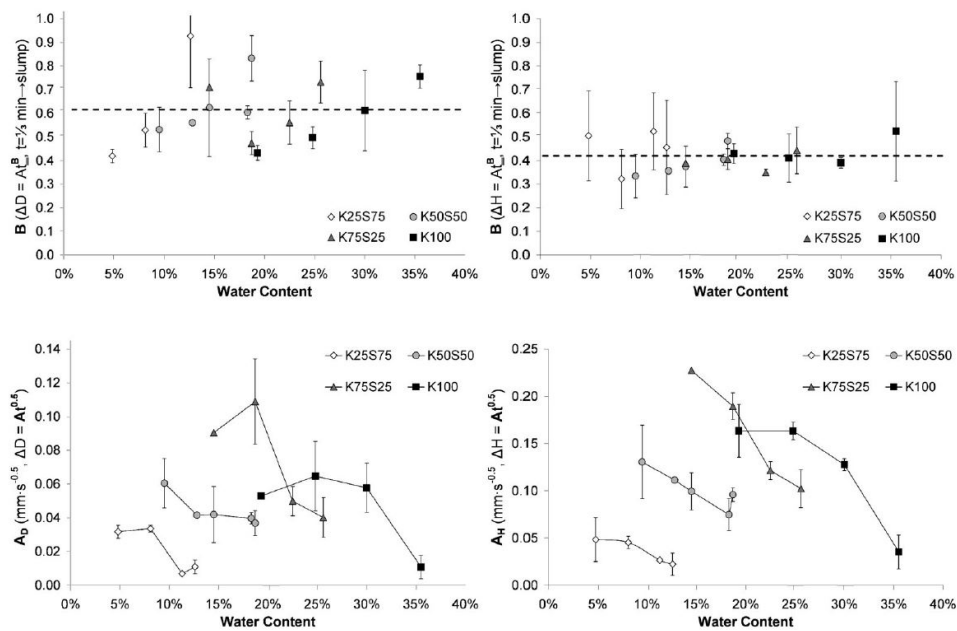 B (ΔD = At^B, t=⅓ min→slump)
1.0
0.9
0.8
0.7
0.6
0.5
0.4
0.3
0.2
0.1
0.0
K25S75 K50S50
K75S25 K100
0% 5% 10% 15% 20% 25% 30% 35% 40%
Water Content
B (ΔH = At^B, t=⅓ min→slump)
1.0
0.9
0.8
0.7
0.6
0.5
0.4
0.3
0.2
0.1
0.0
K25S75 K50S50
K75S25 K100
0% 5% 10% 15% 20% 25% 30% 35% 40%
Water Content
A_D (mm·s^-0.5, ΔD = At^0.5)
0.14
0.12
0.10
0.08
0.06
0.04
0.02
0.00
K25S75 K50S50
K75S25 K100
0% 5% 10% 15% 20% 25% 30% 35% 40%
Water Content
A_H (mm·s^-0.5, ΔH = At^0.5)
0.25
0.20
0.15
0.10
0.05
0.00
K25S75 K50S50
K75S25 K100
0% 5% 10% 15% 20% 25% 30% 35% 40%
Water Content